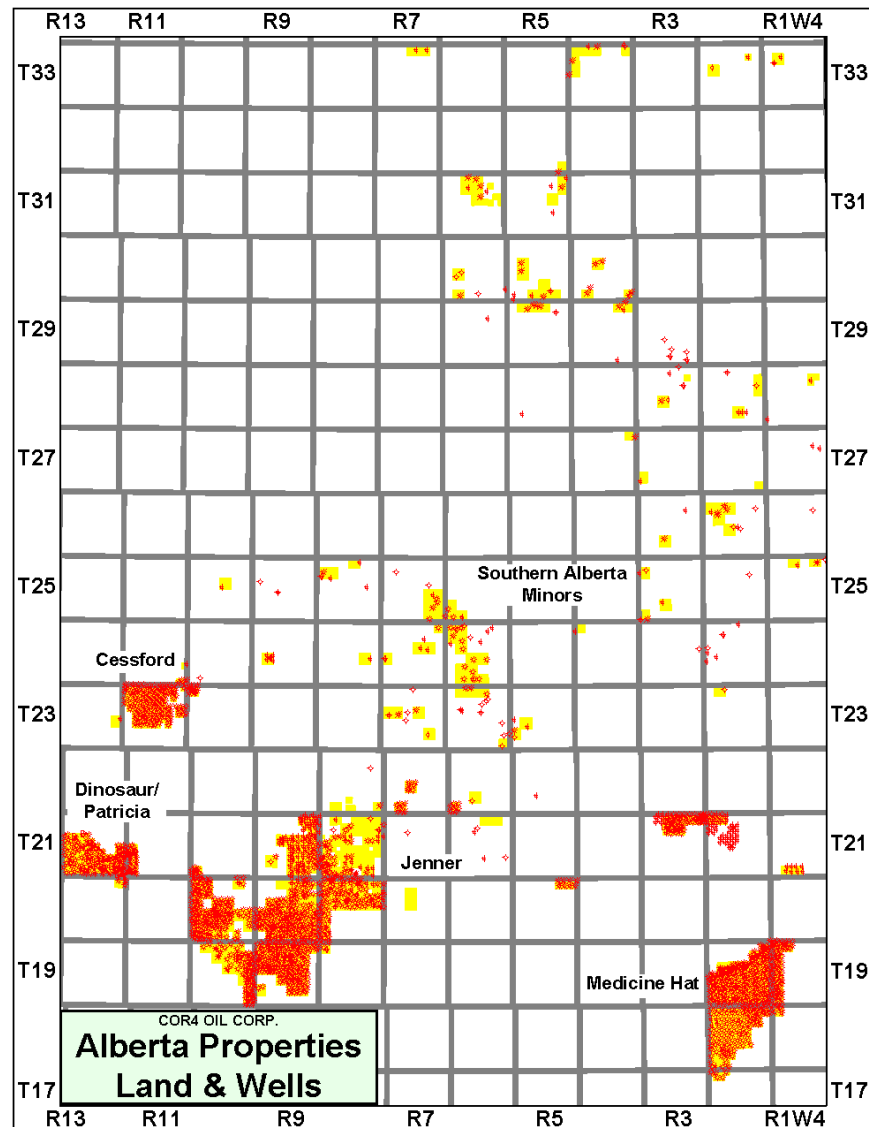 R13 R11 R9 R7 R5 R3 R1W4
T33 T33
T31 T31
T29 T29
T27 T27
T25 T25
Southern Alberta
Minors
Cessford
T23 T23
Dinosaur/
Patricia
T21 T21
Jenner
T19 T19
Medicine Hat
COR4 OIL CORP.
Alberta Properties
Land & Wells
T17 T17
R13 R11 R9 R7 R5 R3 R1W4